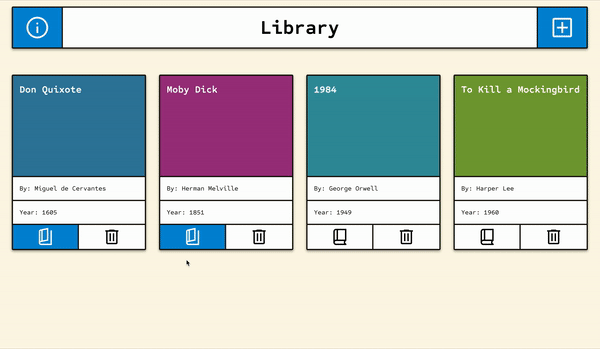 Library
Don Quixote
By: Miguel de Cervantes
Year: 1605
Moby Dick
By: Herman Melville
Year: 1851
1984
By: George Orwell
Year: 1949
To Kill a Mockingbird
By: Harper Lee
Year: 1960